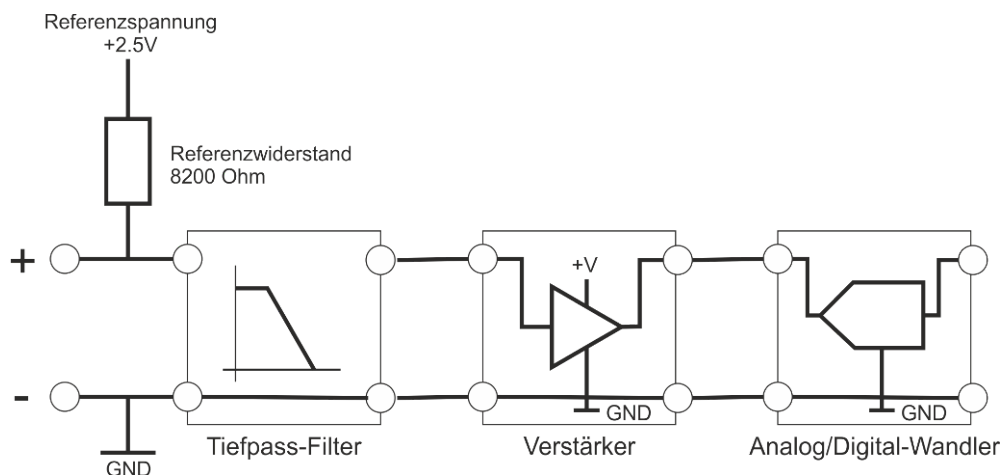 Referenzspannung
+2.5V
Referenzwiderstand
8200 Ohm
+
+V
-
GND
GND
GND
Tiefpass-Filter
Verstärker
Analog/Digital-Wandler